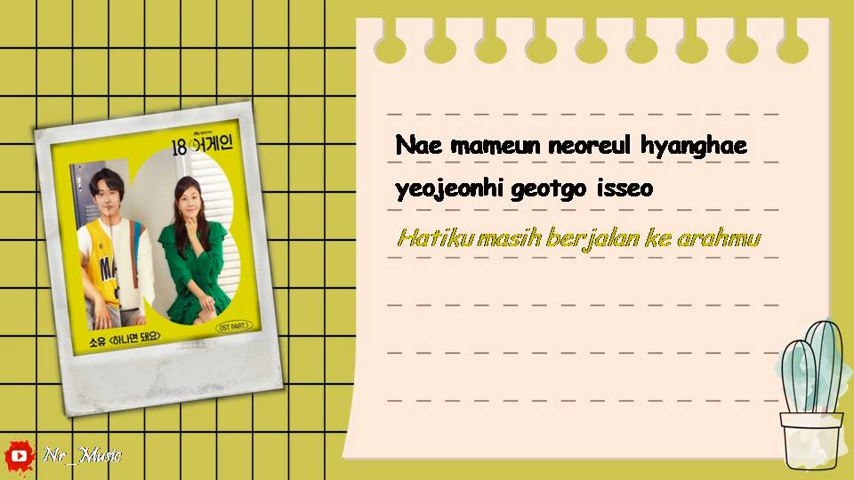 18 어게인
소유 <하나면 돼요>
OST PART.1
Nae mameun neoreul hyanghae
yeojeonhi geotgo isseo
Hatiku masih berjalan ke arahmu
Nr_Music